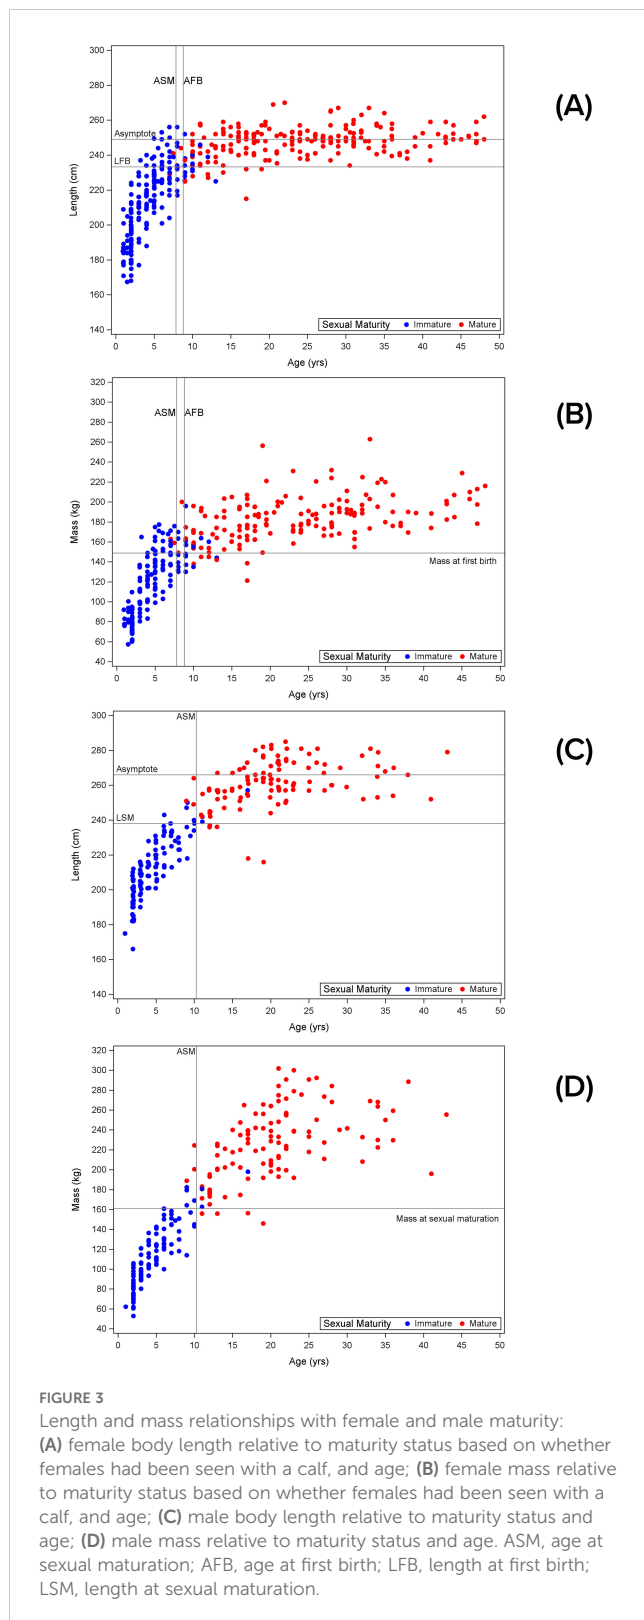 300
280
260
240
220
200
180
160
140
Length (cm)
ASM
AFB
Asymptote
LFB
Sexual Maturity
Immature
Mature
0 5 10 15 20 25 30 35 40 45 50
Age (yrs)
(A)
320
300
280
260
240
220
200
180
160
140
120
100
80
60
40
Mass (kg)
ASM
AFB
Mass at first birth
Sexual Maturity
Immature
Mature
0 5 10 15 20 25 30 35 40 45 50
Age (yrs)
(B)
300
280
260
240
220
200
180
160
140
Length (cm)
ASM
Asymptote
LSM
Sexual Maturity
Immature
Mature
0 5 10 15 20 25 30 35 40 45 50
Age (yrs)
(C)
320
300
280
260
240
220
200
180
160
140
120
100
80
60
40
Mass (kg)
ASM
Mass at sexual maturation
Sexual Maturity
Immature
Mature
0 5 10 15 20 25 30 35 40 45 50
Age (yrs)
(D)
FIGURE 3
Length and mass relationships with female and male maturity:
(A) female body length relative to maturity status based on whether
females had been seen with a calf, and age; (B) female mass relative
to maturity status based on whether females had been seen with a
calf, and age; (C) male body length relative to maturity status and
age; (D) male mass relative to maturity status and age. ASM, age at
sexual maturation; AFB, age at first birth; LFB, length at first birth;
LSM, length at sexual maturation.